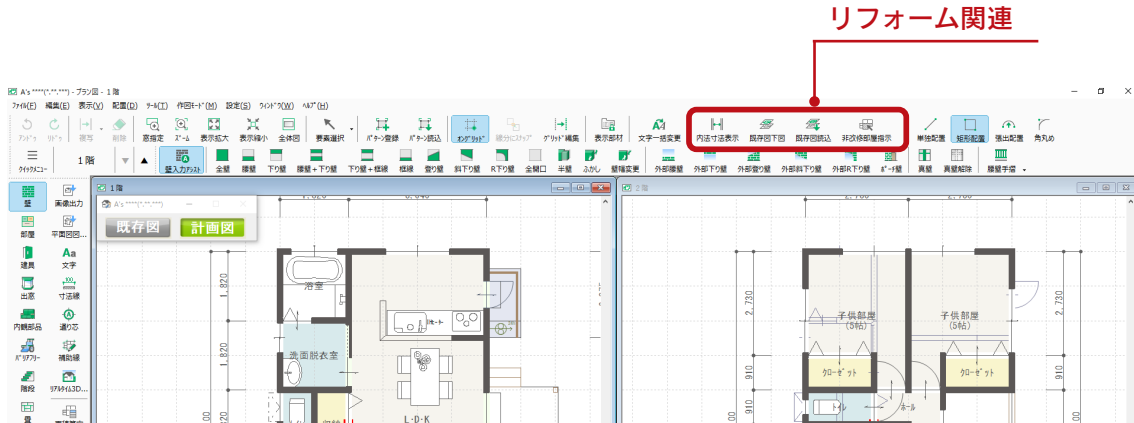 リフォーム関連
A's ****(*.**.***) - プラン図 - 1 階
ファイル(F) 編集(E) 表示(V) 配置(D) ツール(T) 作図モード(M) 設定(S) ウィンドウ(W) ヘルプ(H)
アンドゥ リドゥ 複写 削除 窓指定 ズーム 表示拡大 表示縮小 全体図 要素選択 パターン登録 パターン読込 オングリッド 線分にスナップ グリッド編集 表示部材 文字一括変更 内法寸法表示 既存図下図 既存図読込 非改修部屋指示 単独配置 矩形配置 張出配置 角丸め
クイックメニュー 1 階 壁入力アシスト 全壁 腰壁 下り壁 腰壁+下り壁 下り壁+框線 框線 登り壁 斜下り壁 R下り壁 全開口 半壁 ふかし 壁種変更 外部腰壁 外部下り壁 外部登り壁 外部斜下り壁 外部R下り壁 ポーチ壁 真壁 真壁解除 腰壁手摺
壁 画像出力
部屋 平面図図...
建具 文字
Aa
出窓 寸法線
100
内観部品 通り芯
バリアフリー 補助線
階段 リアルタイム3D...
畳
1 階
A's ****(*.**.***)
既存図 計画図
1,820
浴室
1,820
洗面脱衣室
L・D・K
2 階
2,730
子供部屋
(5帖)
子供部屋
(5帖)
2,730
910
クローゼット
クローゼット
910
910
トイレ
ホール